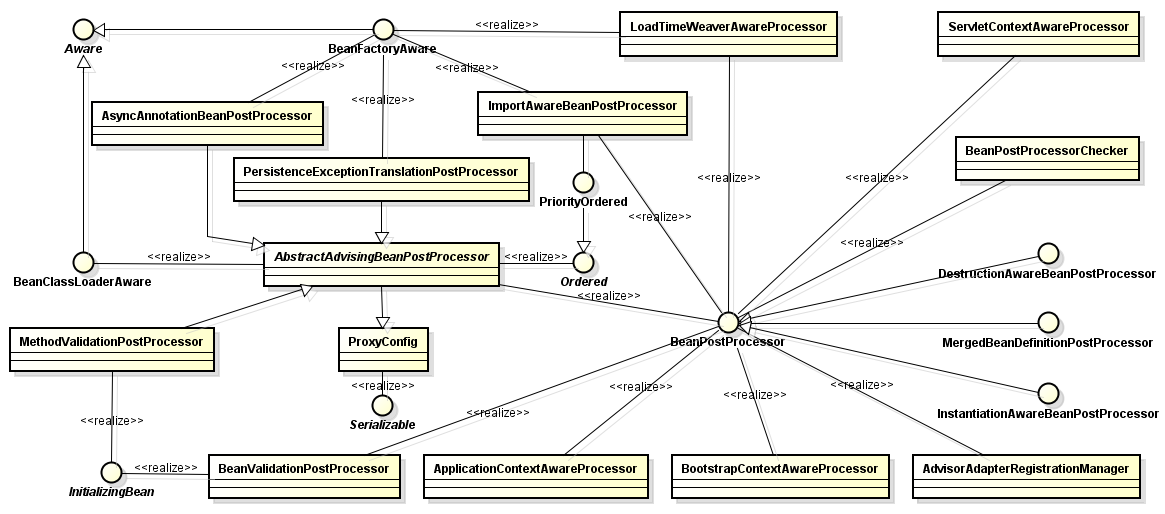 <<realize>>
LoadTimeWeaverAwareProcessor
ServletContextAwareProcessor
Aware
BeanFactoryAware
<<realize>>
<<realize>>
<<realize>>
AsyncAnnotationBeanPostProcessor
ImportAwareBeanPostProcessor
BeanPostProcessorChecker
PersistenceExceptionTranslationPostProcessor
<<realize>>
<<realize>>
PriorityOrdered
<<realize>>
<<realize>>
AbstractAdvisingBeanPostProcessor
<<realize>>
<<realize>>
BeanClassLoaderAware
Ordered
DestructionAwareBeanPostProcessor
<<realize>>
MethodValidationPostProcessor
ProxyConfig
BeanPostProcessor
MergedBeanDefinitionPostProcessor
<<realize>>
<<realize>>
<<realize>>
<<realize>>
Serializable
<<realize>>
<<realize>>
InstantiationAwareBeanPostProcessor
<<realize>>
BeanValidationPostProcessor
ApplicationContextAwareProcessor
BootstrapContextAwareProcessor
AdvisorAdapterRegistrationManager
InitializingBean